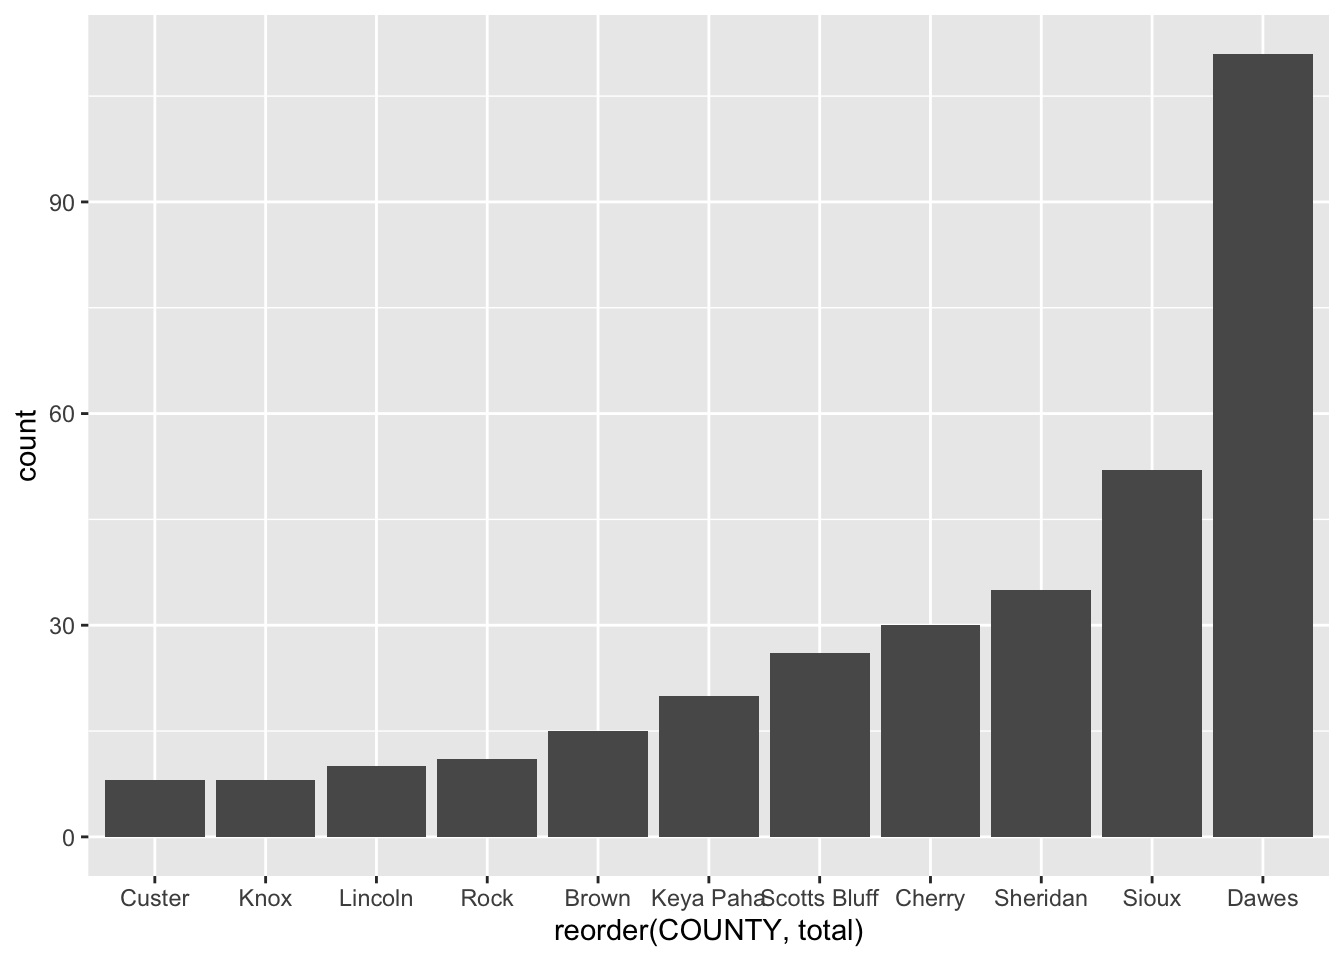 count
90
60
30
0
Custer Knox Lincoln Rock Brown Keya Paha Scotts Bluff Cherry Sheridan Sioux Dawes
reorder(COUNTY, total)